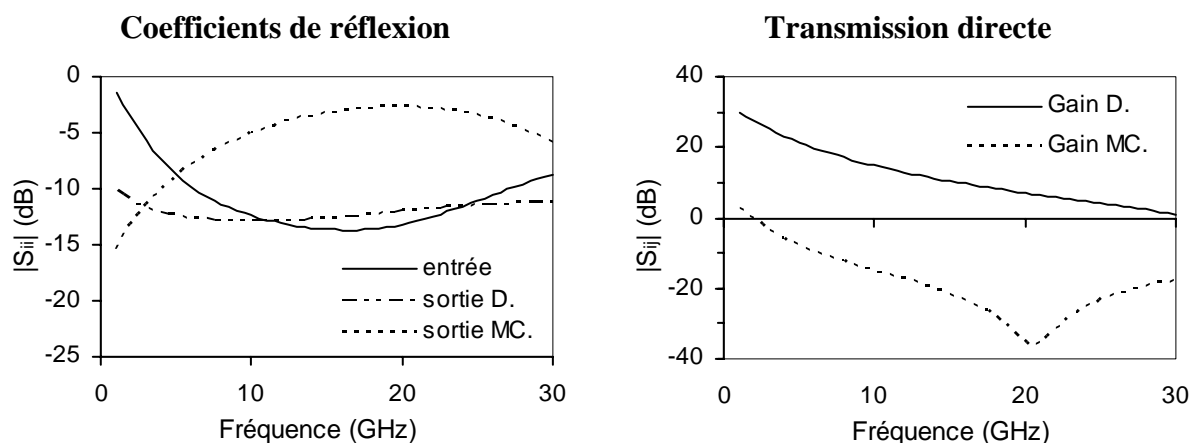 Coefficients de réflexion
0
-5
-10
-15
-20
-25
|Sii| (dB)
entrée
sortie D.
sortie MC.
0 10 20 30
Fréquence (GHz)
Transmission directe
40
20
0
-20
-40
|Sij| (dB)
Gain D.
Gain MC.
0 10 20 30
Fréquence (GHz)